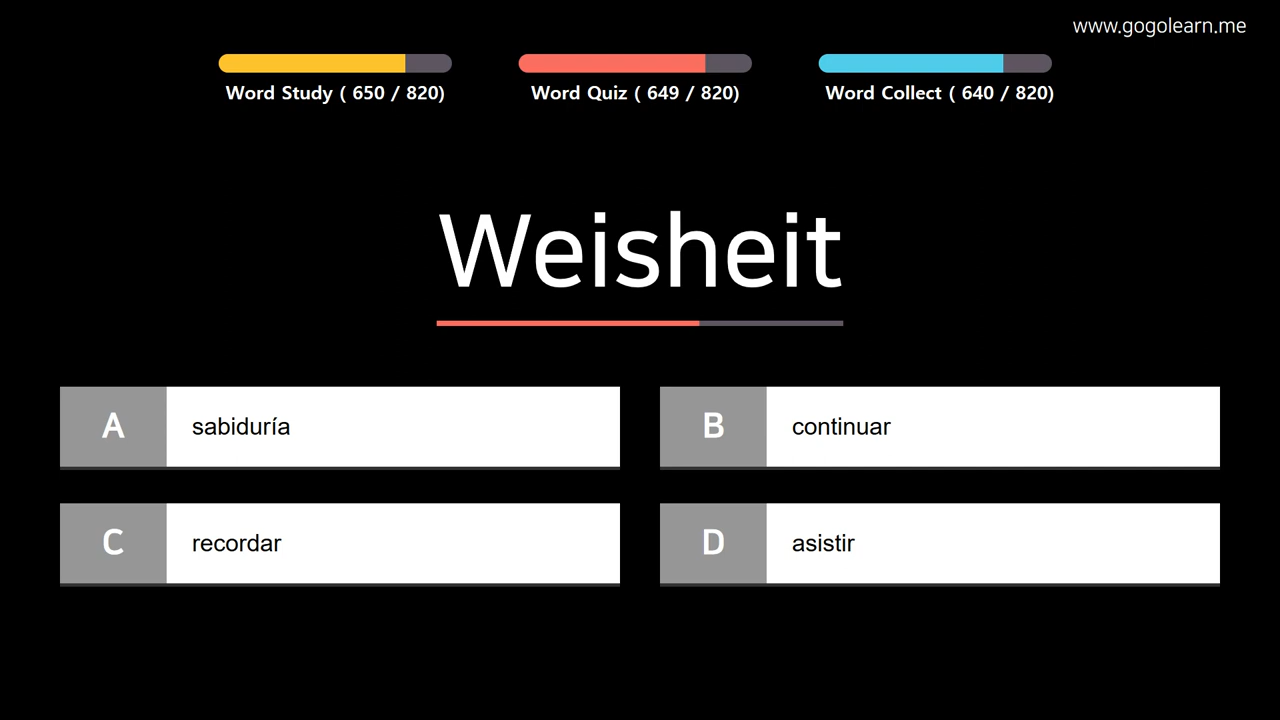 www.gogolearn.me
Word Study ( 650 / 820)
Word Quiz ( 649 / 820)
Word Collect ( 640 / 820)
Weisheit
A
sabiduría
B
continuar
C
recordar
D
asistir